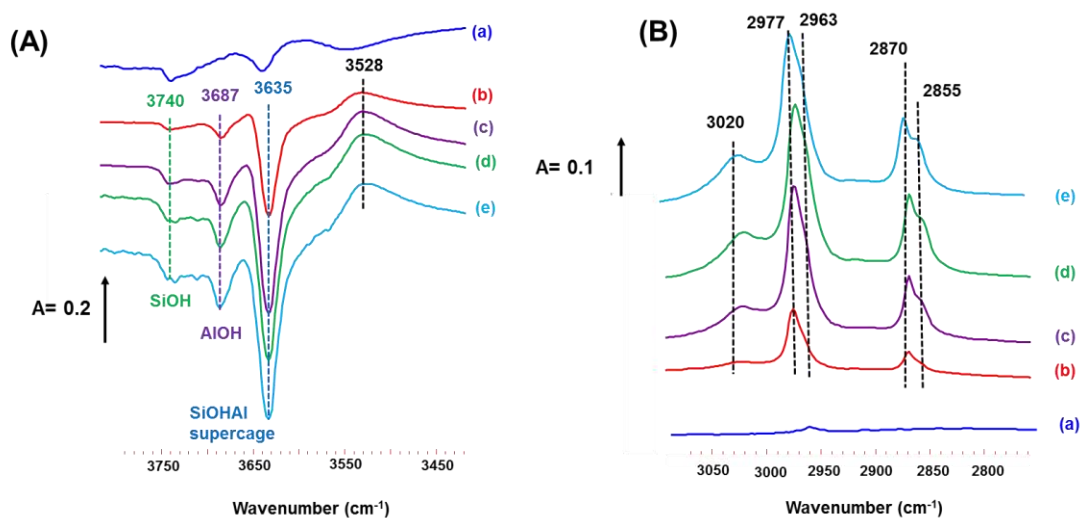 (A)
(a)
3740
3687
3635
3528
(b)
(c)
(d)
(e)
SiOH
A= 0.2
AlOH
SiOHAl
supercage
3750
3650
3550
3450
Wavenumber (cm-1)
(B)
2977
2963
2870
2855
3020
A= 0.1
(e)
(d)
(c)
(b)
(a)
3050
3000
2950
2900
2850
2800
Wavenumber (cm-1)